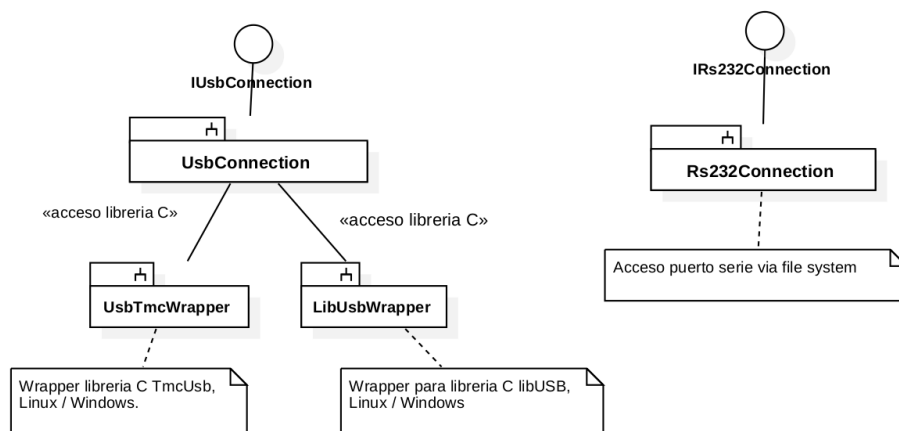 IUsbConnection
IRs232Connection
UsbConnection
Rs232Connection
«acceso libreria C»
«acceso libreria C»
Acceso puerto serie via file system
UsbTmcWrapper
LibUsbWrapper
Wrapper libreria C TmcUsb,
Linux / Windows.
Wrapper para libreria C libUSB,
Linux / Windows